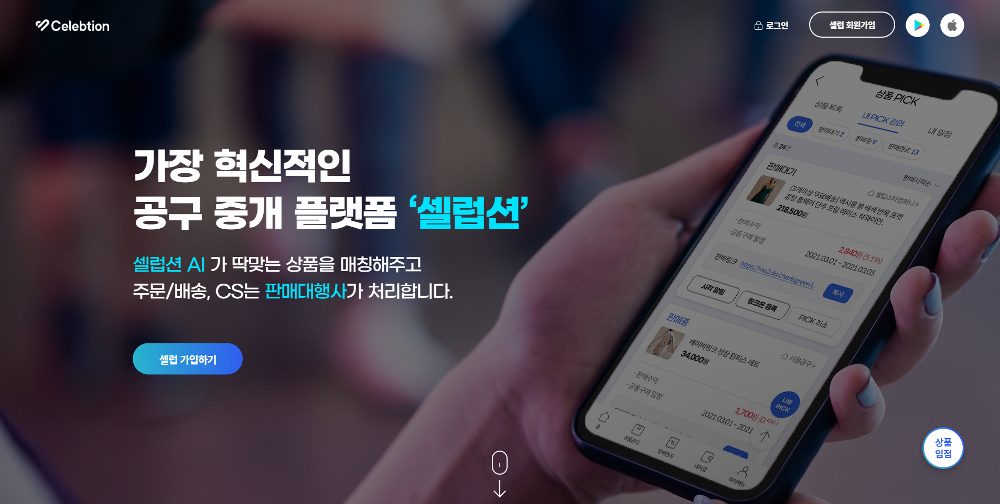 Celebtion
로그인
셀럽 회원가입
가장 혁신적인
공구 중개 플랫폼 ‘셀럽션’
셀럽션 AI 가 딱맞는 상품을 매칭해주고
주문/배송, CS는 판매대행사가 처리합니다.
셀럽 가입하기
상품 PICK
상품 목록
내 PICK 관리
내 일정
전체
판매대기 2
판매중 9
판매종료 13
총 24건
판매시작순
판매대기
셀럽스타컴퍼니 >
[3개이상 무료배송] 맥시롱 봄 배색 반목 포켓
캉캉 홈웨어 단추 프릴 레이스 하와이안..
218,500원
· 판매수익
2,840원 (5.1%)
· 공동구매 일정
2021.03.01 ~ 2021.03.05
판매링크
https://me2.do/chariisgreen1..
복사
시작 알림
링크온 등록
PICK 취소
판매중
서울공구 >
베이비핑크 정장 원피스 세트
34,000원
· 판매수익
1,700원 (0.5%)
· 공동구매 일정
2021.03.01 ~ 2021
나의
PICK
홈
상품관리
판매관리
내지갑
마이메뉴
상품
입점